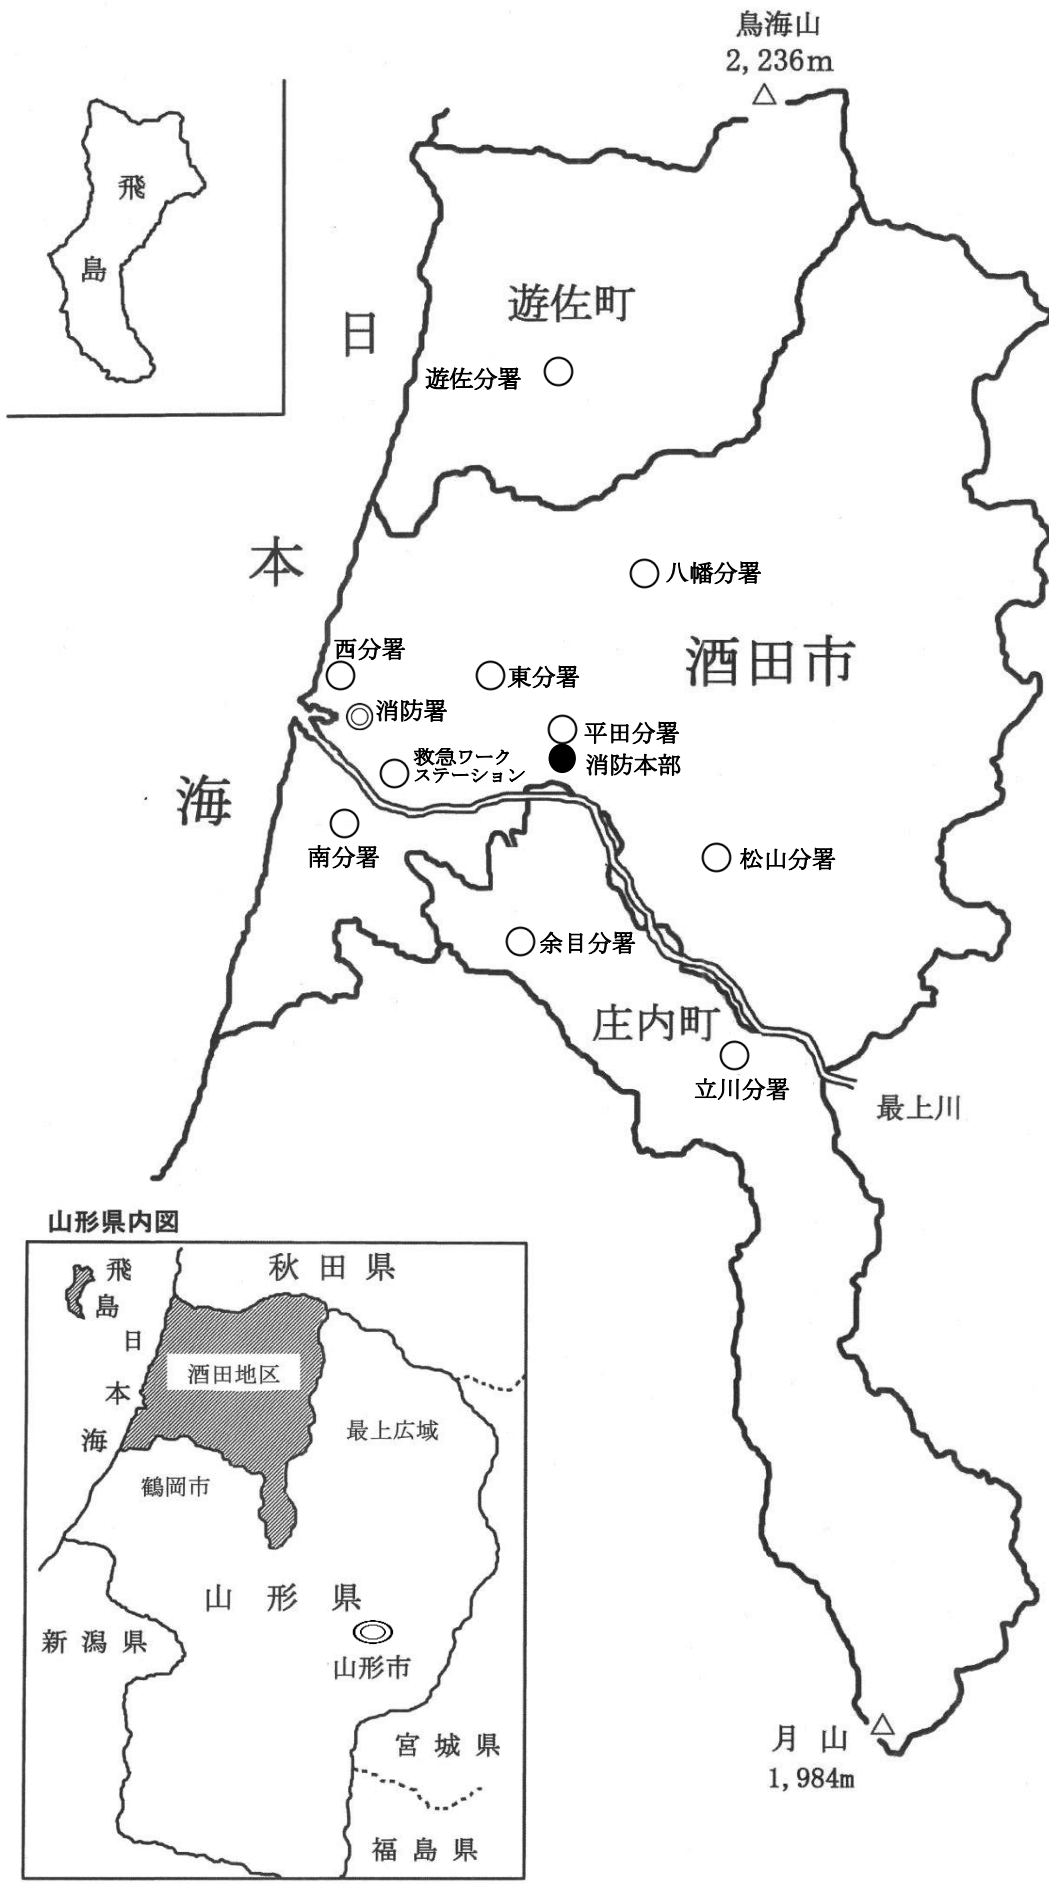 鳥海山
2,236m
飛
島
日
本
海
遊佐町
遊佐分署
八幡分署
酒田市
西分署
東分署
消防署
平田分署
消防本部
救急ワーク
ステーション
南分署
松山分署
余目分署
庄内町
立川分署
最上川
月山
1,984m
山形県内図
飛
島
秋田県
日
本
海
酒田地区
最上広域
鶴岡市
山形県
新潟県
山形市
宮城県
福島県